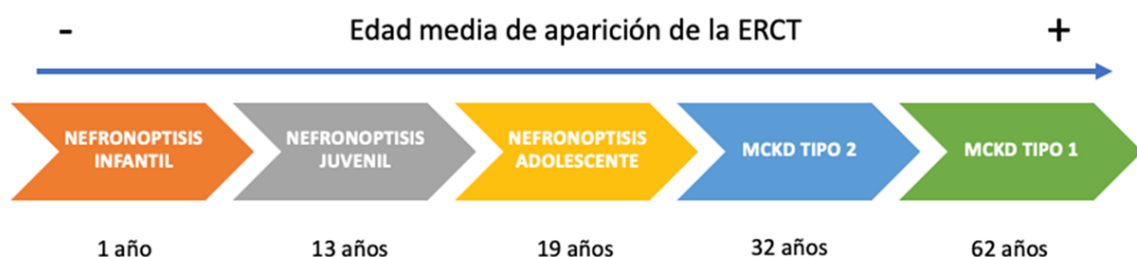 - Edad media de aparición de la ERCT +
NEFRONOPTISIS
INFANTIL
NEFRONOPTISIS
JUVENIL
NEFRONOPTISIS
ADOLESCENTE
MCKD TIPO 2
MCKD TIPO 1
1 año
13 años
19 años
32 años
62 años